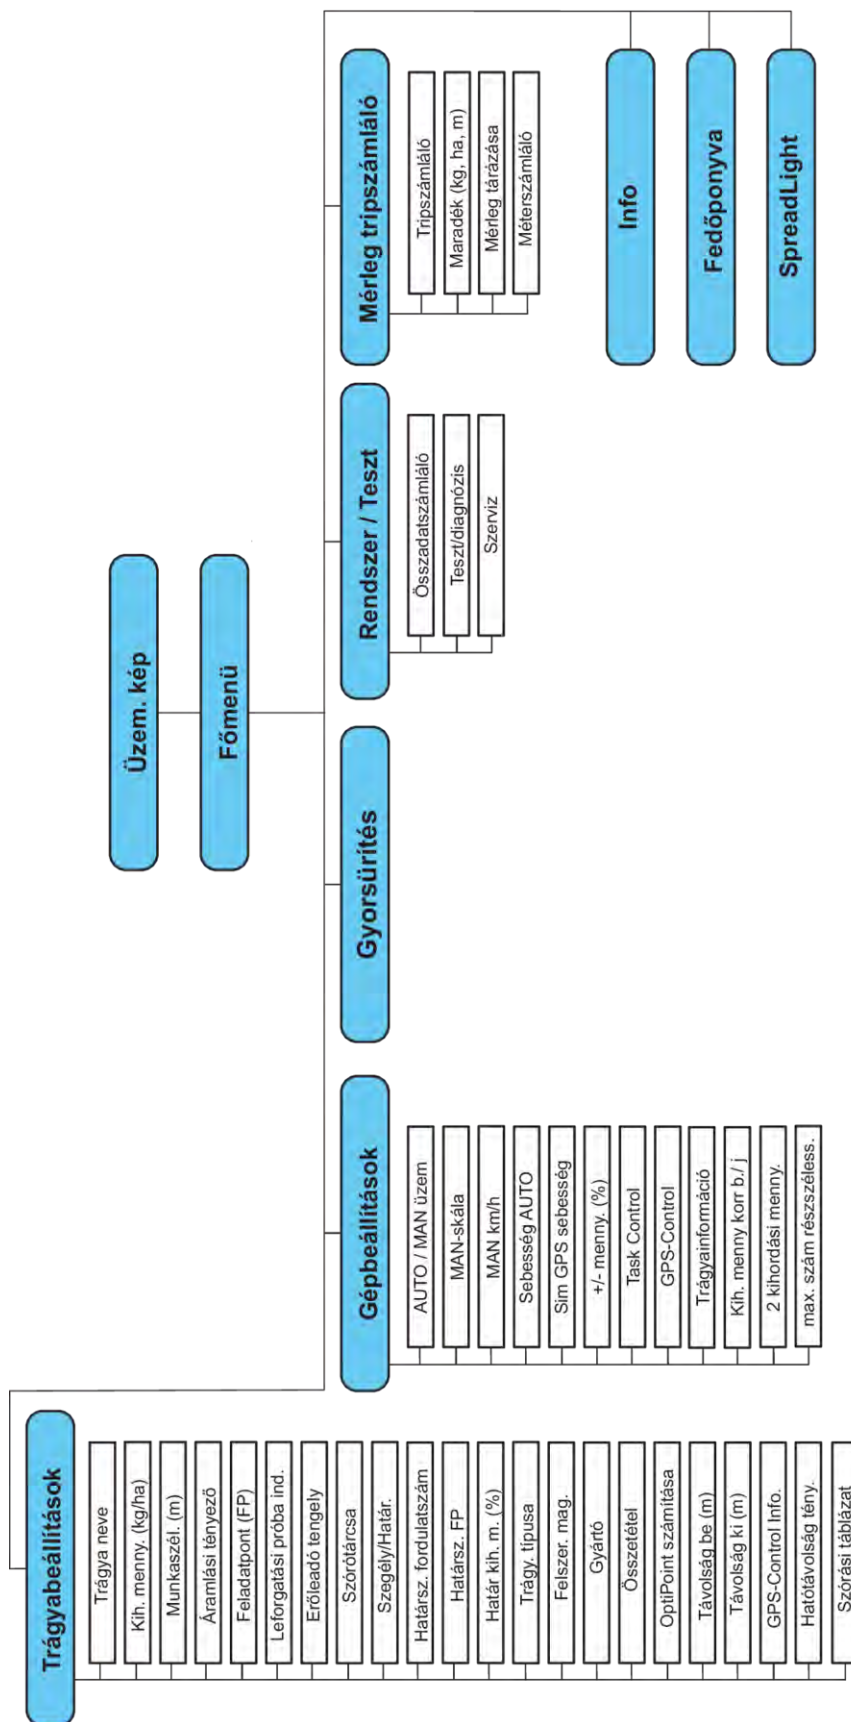 Üzem. kép
Főmenü
Trágyabeállítások
Trágya neve
Kih. menny. (kg/ha)
Munkaszél. (m)
Áramlási tényező
Feladatpont (FP)
Leforgatási próba ind.
Erőleadó tengely
Szórótárcsa
Szegély/Határ.
Határsz. fordulatszám
Határsz. FP
Határ kih. m. (%)
Trágy. típusa
Felszer. mag.
Gyártó
Összetétel
OptiPoint számítása
Távolság be (m)
Távolság ki (m)
GPS-Control Info.
Hatótávolság tény.
Szórási táblázat
Gépbeállítások
AUTO / MAN üzem
MAN-skála
MAN km/h
Sebesség AUTO
Sim GPS sebesség
+/- menny. (%)
Task Control
GPS-Control
Trágyainformáció
Kih. menny korr b./ j
2 kihordási menny.
max. szám részszéless.
Gyorsürítés
Rendszer / Teszt
Összadatszámláló
Teszt/diagnózis
Szerviz
Mérleg tripszámláló
Tripszámláló
Maradék (kg, ha, m)
Mérleg tárázása
Méterszámláló
Info
Fedőponyva
SpreadLight